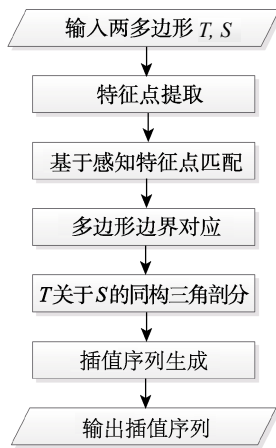 输入两多边形 T, S
特征点提取
基于感知特征点匹配
多边形边界对应
T关于S的同构三角剖分
插值序列生成
输出插值序列